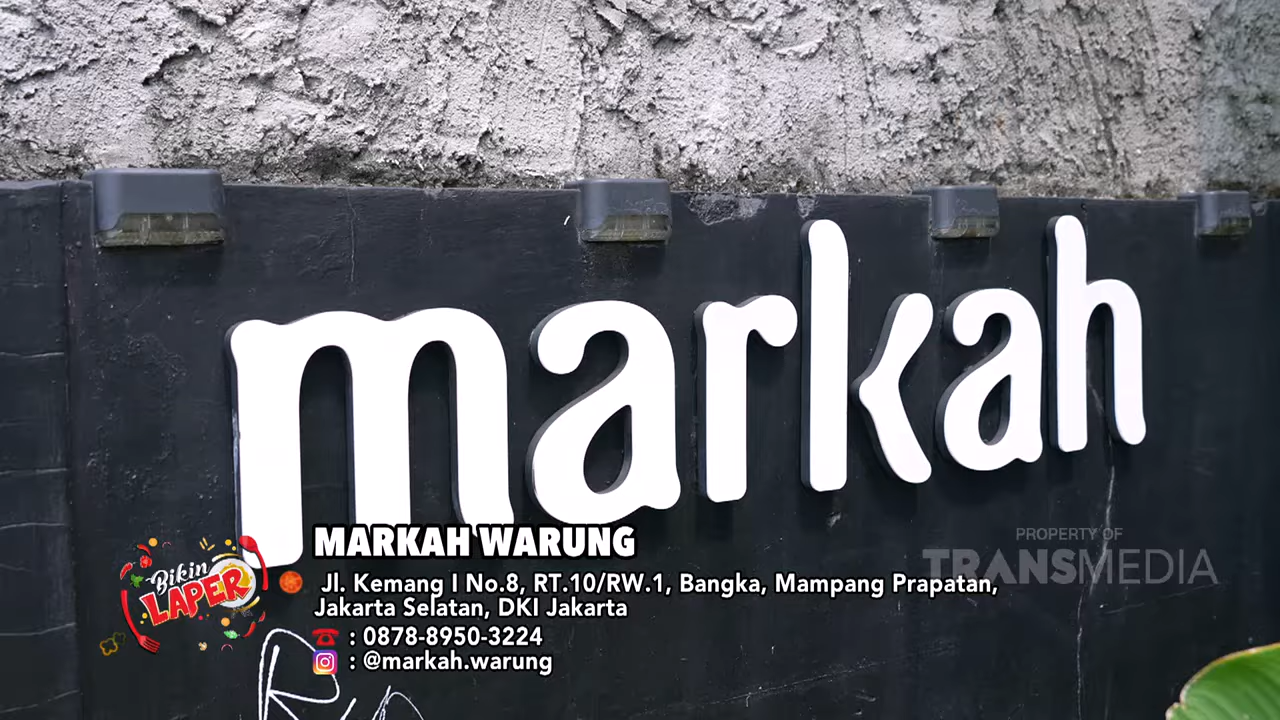 markah
MARKAH WARUNG
Jl. Kemang I No.8, RT.10/RW.1, Bangka, Mampang Prapatan,
Jakarta Selatan, DKI Jakarta
: 0878-8950-3224
: @markah.warung
Bikin
LAPER
PROPERTY OF
TRANSMEDIA